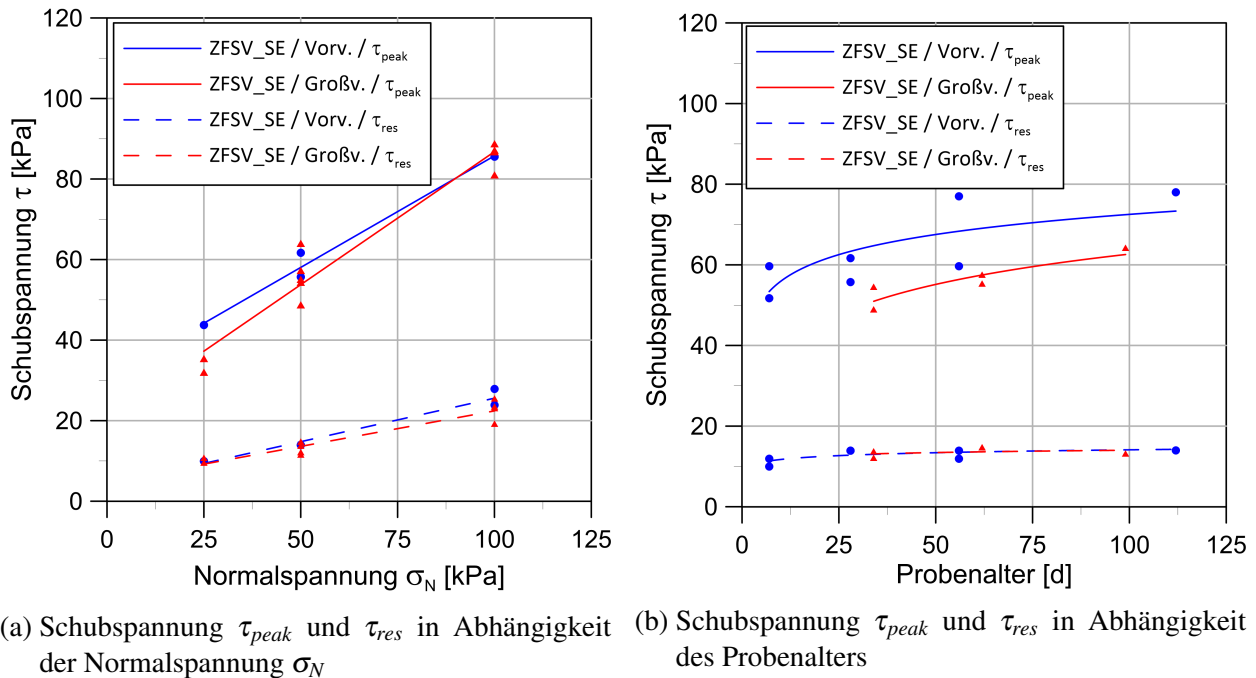 120
100
80
60
40
20
0
Schubspannung τ [kPa]
ZFSV_SE / Vorv. / τpeak
ZFSV_SE / Großv. / τpeak
ZFSV_SE / Vorv. / τres
ZFSV_SE / Großv. / τres
0 25 50 75 100 125
Normalspannung σN [kPa]
(a) Schubspannung τpeak und τres in Abhängigkeit
der Normalspannung σN
120
100
80
60
40
20
0
Schubspannung τ [kPa]
ZFSV_SE / Vorv. / τpeak
ZFSV_SE / Großv. / τpeak
ZFSV_SE / Vorv. / τres
ZFSV_SE / Großv. / τres
0 25 50 75 100 125
Probenalter [d]
(b) Schubspannung τpeak und τres in Abhängigkeit
des Probenalters